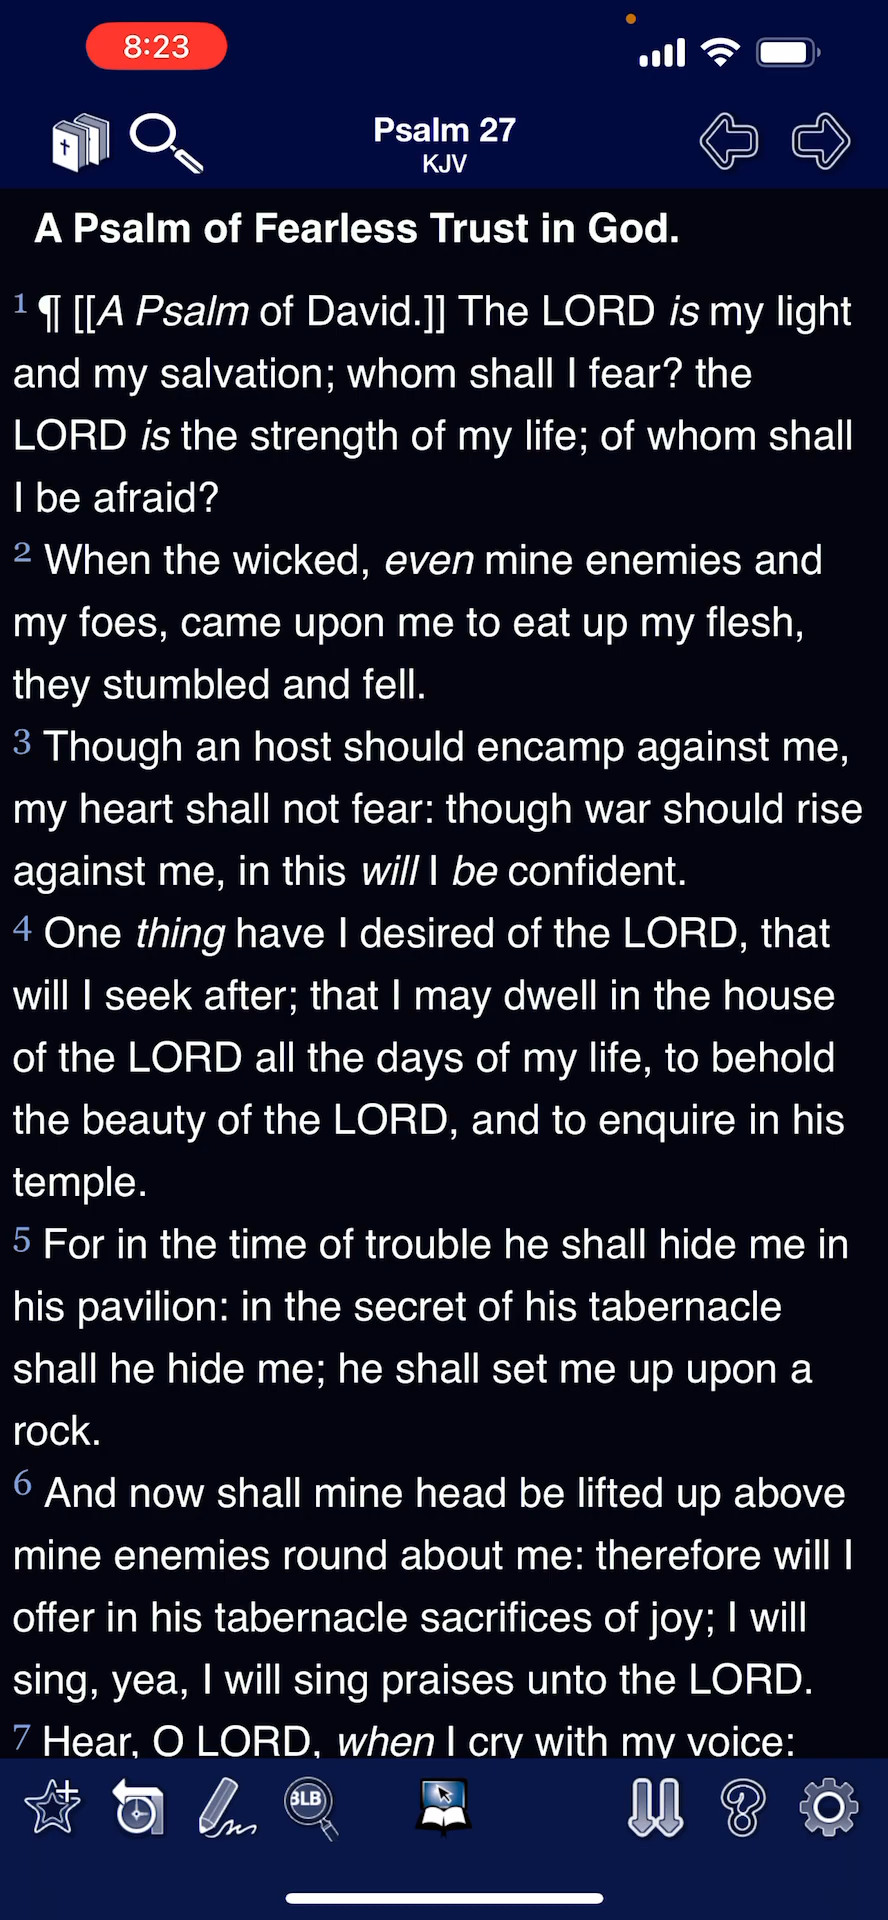 8:23
Psalm 27
KJV
A Psalm of Fearless Trust in God.
1 ¶ [[A Psalm of David.]] The LORD is my light
and my salvation; whom shall I fear? the
LORD is the strength of my life; of whom shall
I be afraid?
2 When the wicked, even mine enemies and
my foes, came upon me to eat up my flesh,
they stumbled and fell.
3 Though an host should encamp against me,
my heart shall not fear: though war should rise
against me, in this will I be confident.
4 One thing have I desired of the LORD, that
will I seek after; that I may dwell in the house
of the LORD all the days of my life, to behold
the beauty of the LORD, and to enquire in his
temple.
5 For in the time of trouble he shall hide me in
his pavilion: in the secret of his tabernacle
shall he hide me; he shall set me up upon a
rock.
6 And now shall mine head be lifted up above
mine enemies round about me: therefore will I
offer in his tabernacle sacrifices of joy; I will
sing, yea, I will sing praises unto the LORD.
7 Hear, O LORD, when I cry with my voice:
BLB